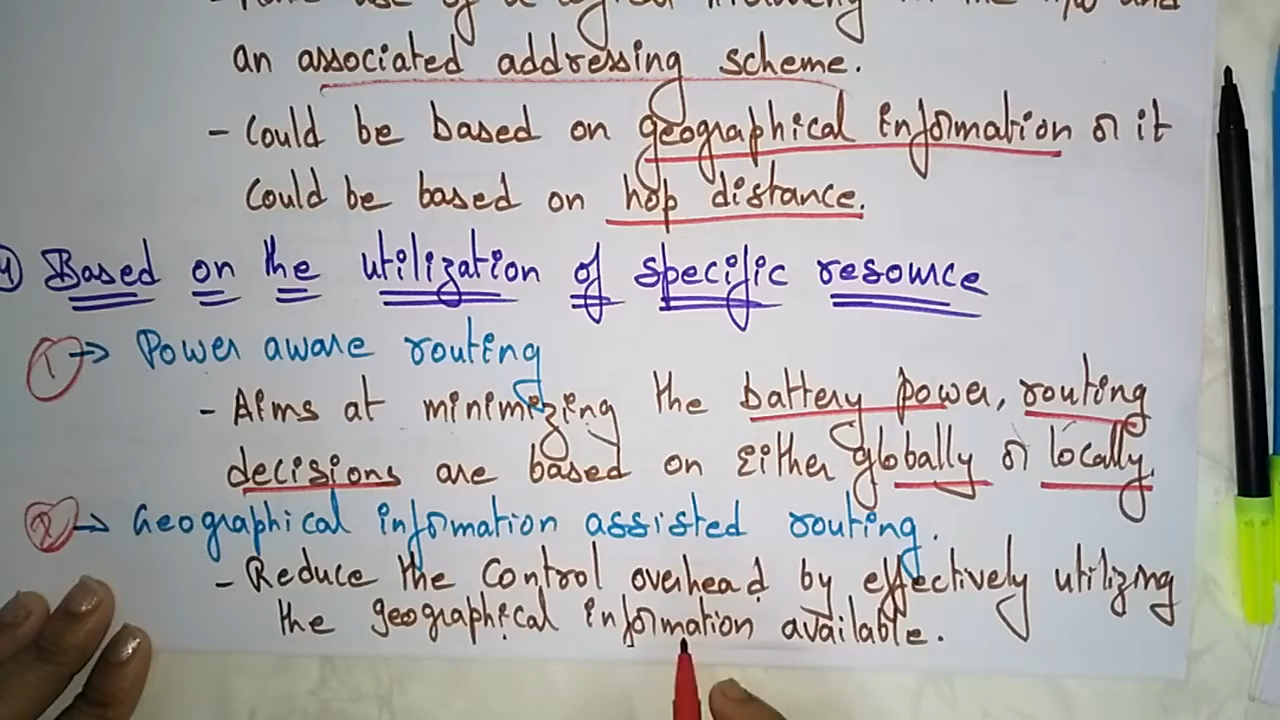 an associated addressing scheme.
- Could be based on geographical information or it
Could be based on hop distance.
4) Based on the utilization of specific resource
1 → Power aware routing
- Aims at minimizing the battery power, routing
decisions are based on Either globally or locally.
2 → Geographical information assisted routing.
- Reduce the Control overhead by effectively utilizing
the geographical information available.